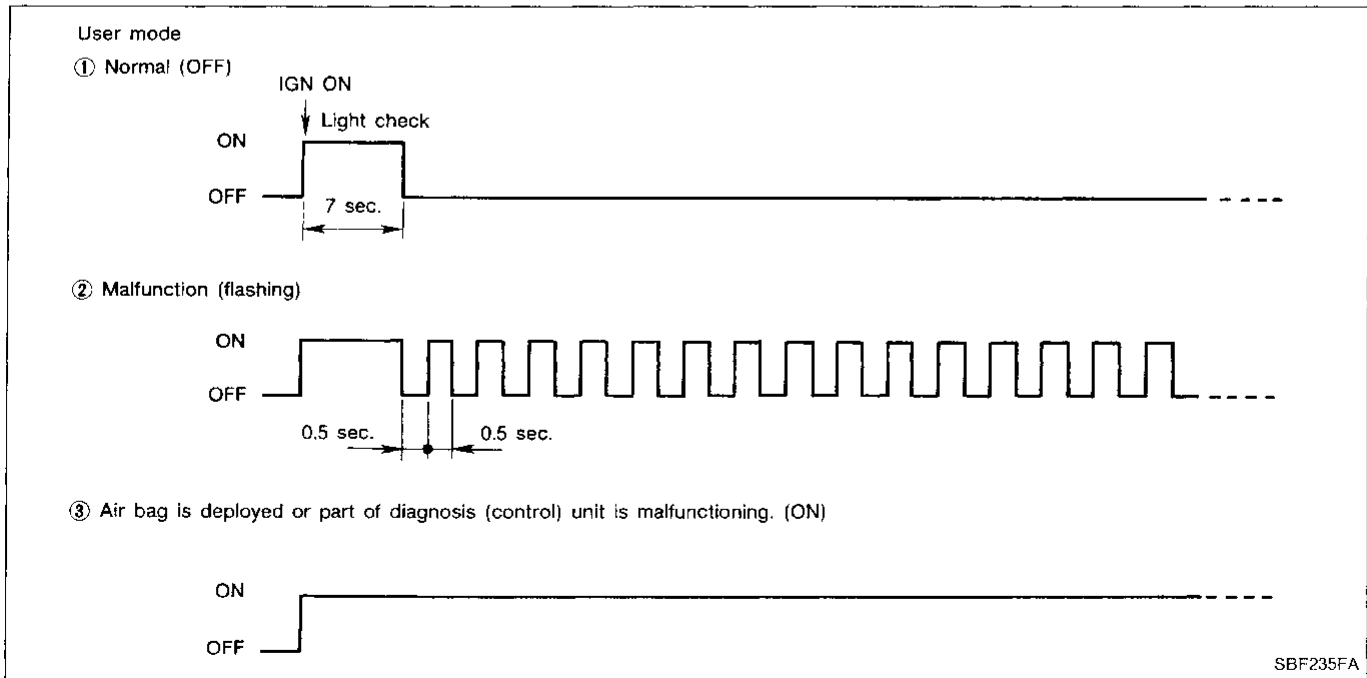 User mode
① Normal (OFF)
IGN ON
Light check
ON
OFF
7 sec.
② Malfunction (flashing)
ON
OFF
0.5 sec.
0.5 sec.
③ Air bag is deployed or part of diagnosis (control) unit is malfunctioning. (ON)
ON
OFF
SBF235FA